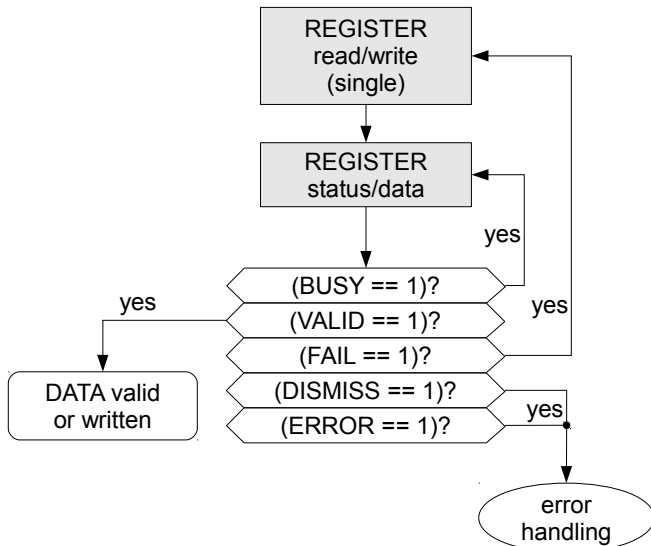 REGISTER
read/write
(single)
REGISTER
status/data
yes
(BUSY == 1)?
yes
(VALID == 1)?
yes
(FAIL == 1)?
DATA valid
or written
(DISMISS == 1)?
yes
(ERROR == 1)?
error
handling